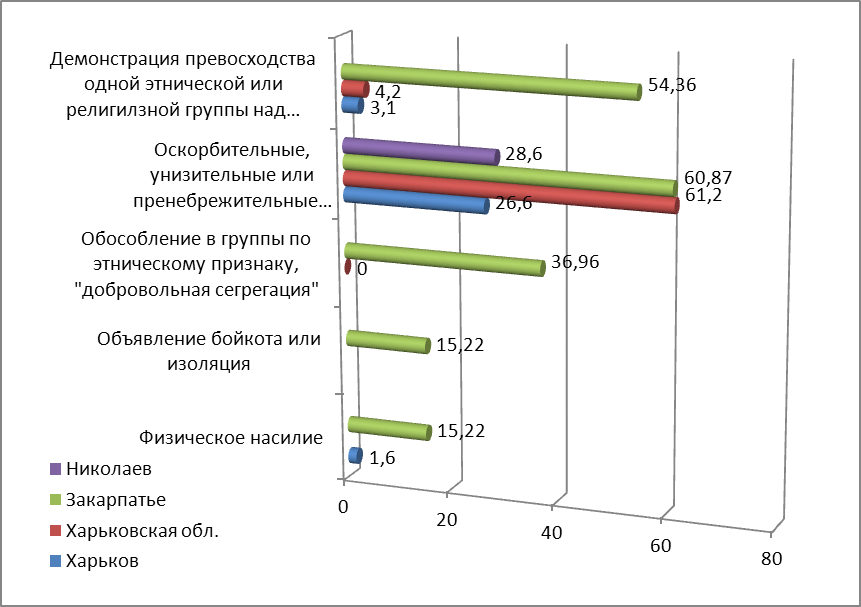 Демонстрация превосходства
одной этнической или
религилзной группы над…
54,36
4,2
3,1
Оскорбительные,
унизительные или
пренебрежительные…
28,6
60,87
61,2
26,6
Обособление в группы по
этническому признаку,
"добровольная сегрегация"
36,96
0
Объявление бойкота или
изоляция
15,22
Физическое насилие
15,22
1,6
0
20
40
60
80
Николаев
Закарпатье
Харьковская обл.
Харьков